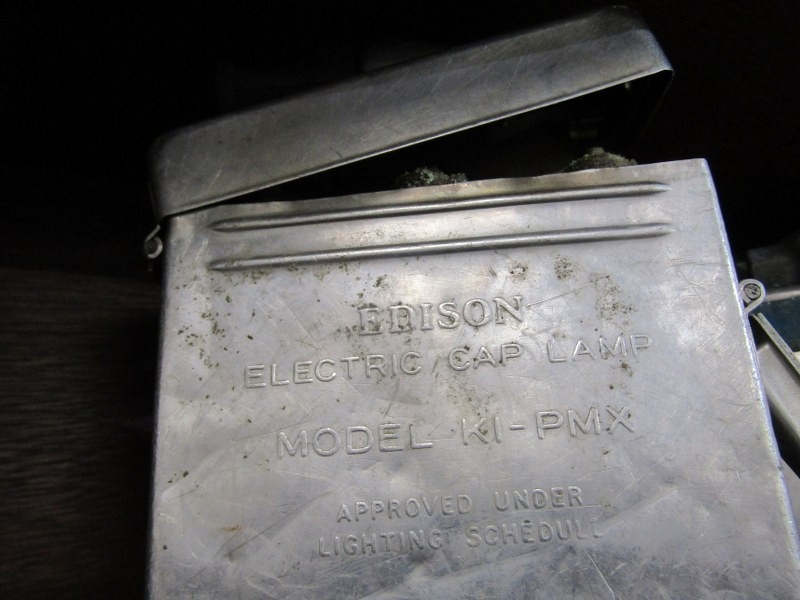 EDISON
ELECTRIC CAP LAMP
MODEL KI-PMX
APPROVED UNDER
LIGHTING SCHEDULE